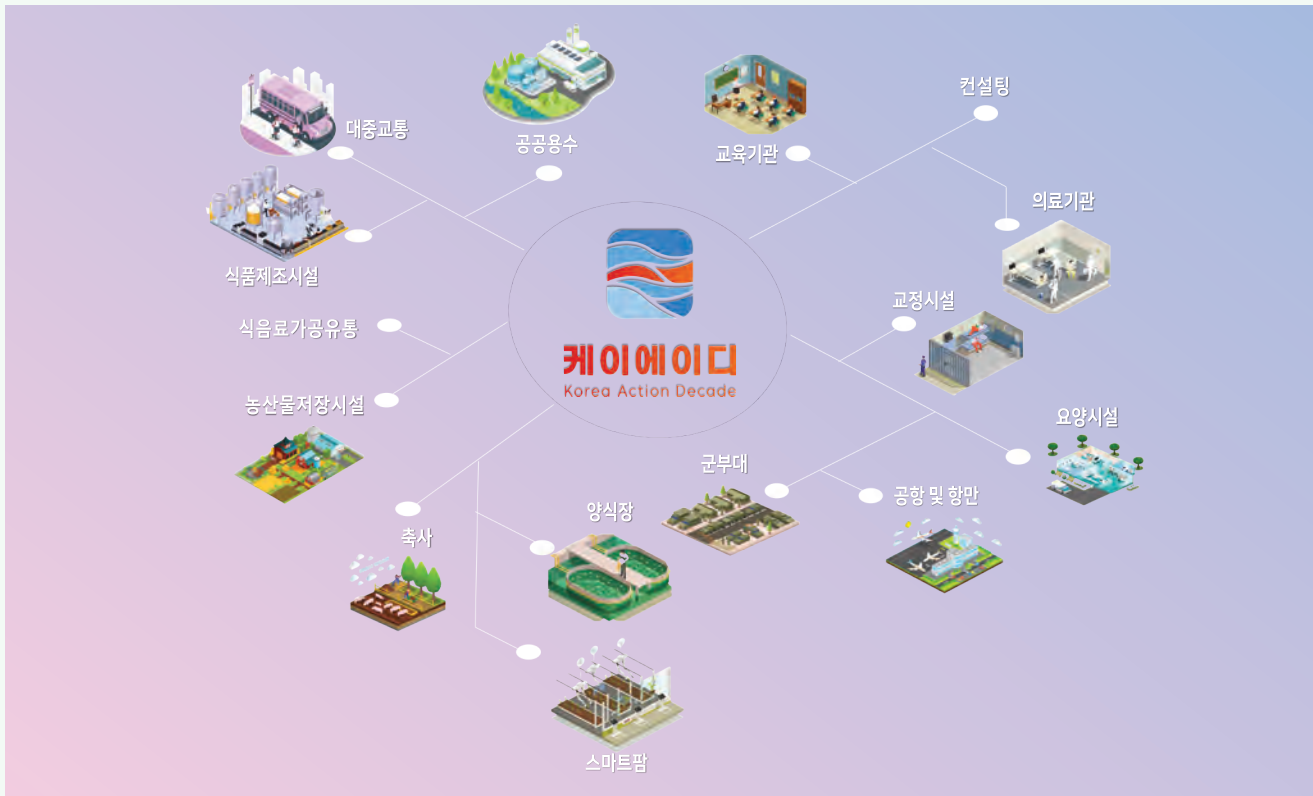 대중교통
공공용수
교육기관
컨설팅
식품제조시설
의료기관
식음료가공유통
교정시설
케이에이디
Korea Action Decade
농산물저장시설
요양시설
군부대
공항 및 항만
축사
양식장
스마트팜